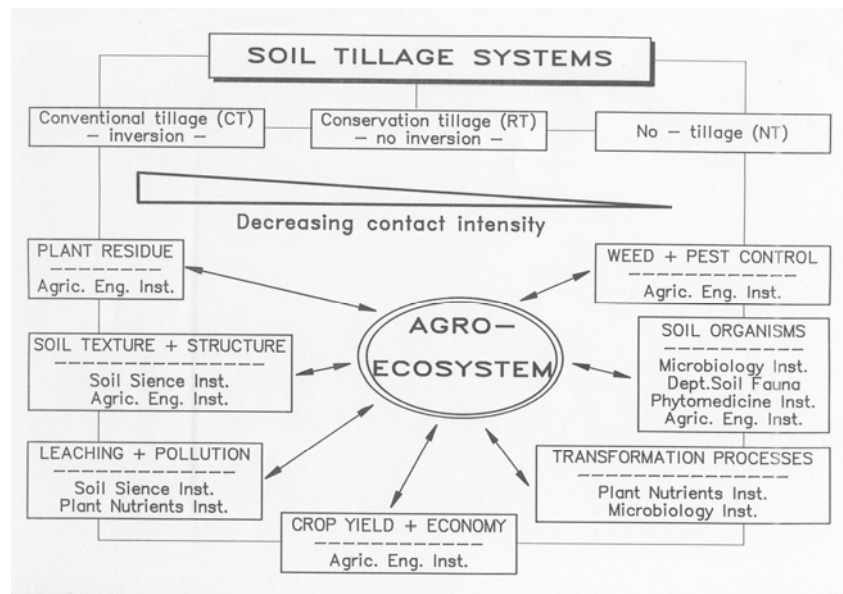 SOIL TILLAGE SYSTEMS
Conventional tillage (CT)
– inversion –
Conservation tillage (RT)
– no inversion –
No – tillage (NT)
Decreasing contact intensity
PLANT RESIDUE
Agric. Eng. Inst.
WEED + PEST CONTROL
Agric. Eng. Inst.
AGRO–
ECOSYSTEM
SOIL TEXTURE + STRUCTURE
Soil Sience Inst.
Agric. Eng. Inst.
SOIL ORGANISMS
Microbiology Inst.
Dept.Soil Fauna
Phytomedicine Inst.
Agric. Eng. Inst.
LEACHING + POLLUTION
Soil Sience Inst.
Plant Nutrients Inst.
TRANSFORMATION PROCESSES
Plant Nutrients Inst.
Microbiology Inst.
CROP YIELD + ECONOMY
Agric. Eng. Inst.